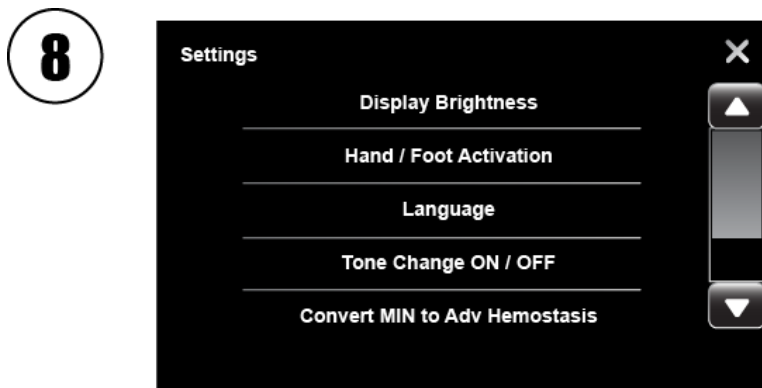 8
Settings
Display Brightness
Hand / Foot Activation
Language
Tone Change ON / OFF
Convert MIN to Adv Hemostasis